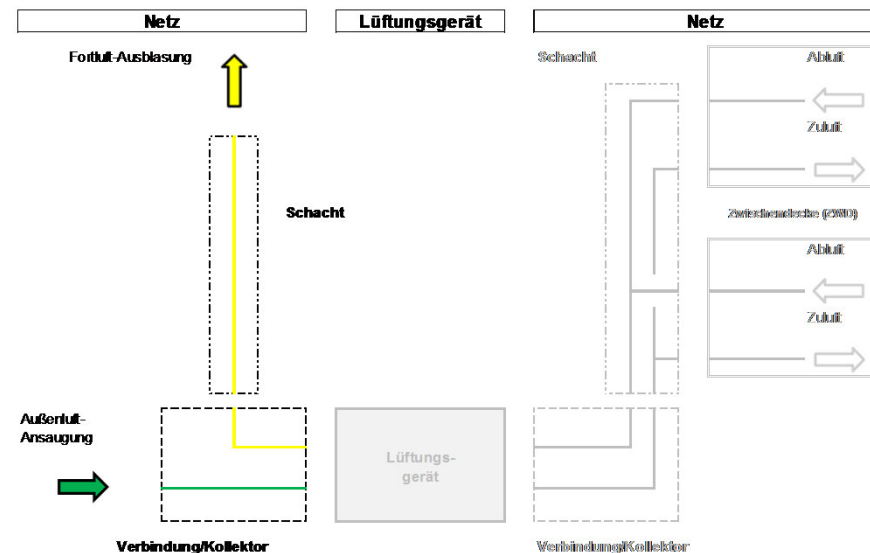 Netz
Lüftungsgerät
Netz
Fortluft-Ausblasung
Schacht
Abluft
Zuluft
Schacht
Zwischendecke (ZWD)
Abluft
Zuluft
Außenluft-
Ansaugung
Lüftungs-
gerät
Verbindung/Kollektor
Verbindung/Kollektor